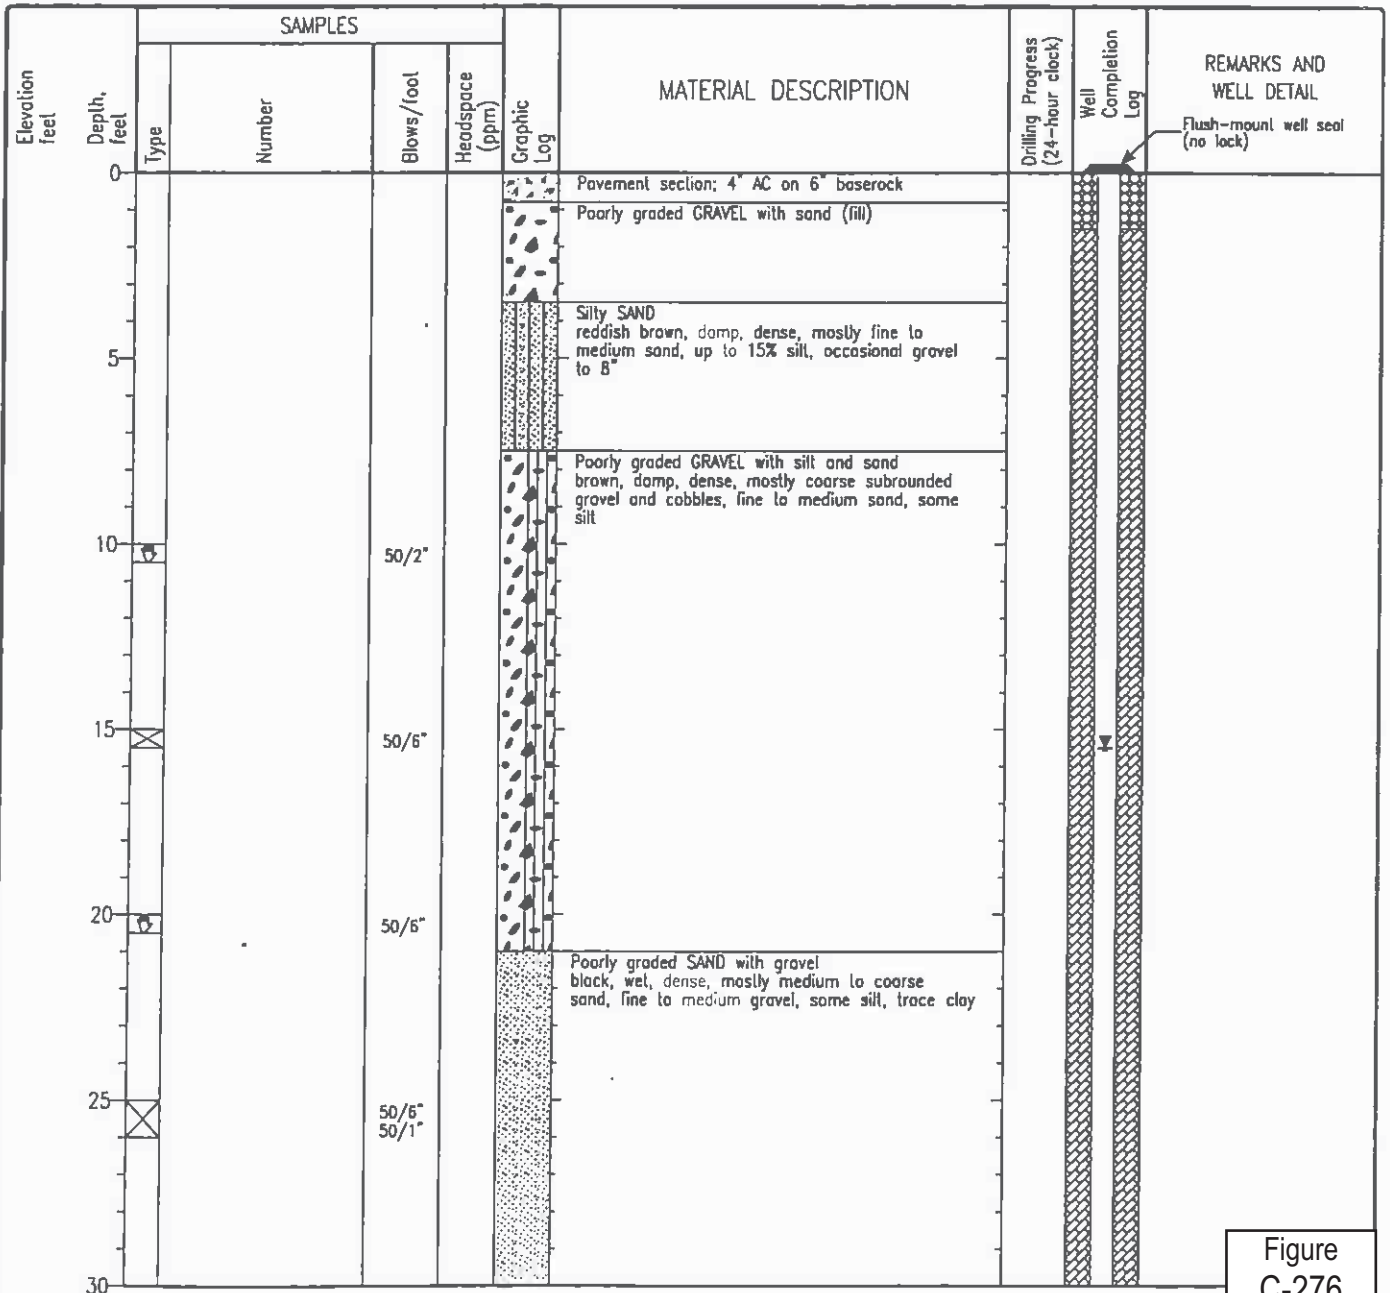 SAMPLES
Elevation
feet
Depth,
feet
Type
Number
Blows/foot
Headspace
(ppm)
Graphic
Log
MATERIAL DESCRIPTION
Drilling Progress
(24-hour clock)
Well
Completion
Log
REMARKS AND
WELL DETAIL
Flush-mount well seal
(no lock)
0
Pavement section: 4" AC on 6" baserock
Poorly graded GRAVEL with sand (fill)
Silty SAND
reddish brown, damp, dense, mostly fine to
medium sand, up to 15% silt, occasional gravel
to 8"
5
Poorly graded GRAVEL with silt and sand
brown, damp, dense, mostly coarse subrounded
gravel and cobbles, fine to medium sand, some
silt
10
50/2"
15
50/6"
20
50/6"
Poorly graded SAND with gravel
black, wet, dense, mostly medium to coarse
sand, fine to medium gravel, some silt, trace clay
25
50/6"
50/1"
30
Figure
C-276